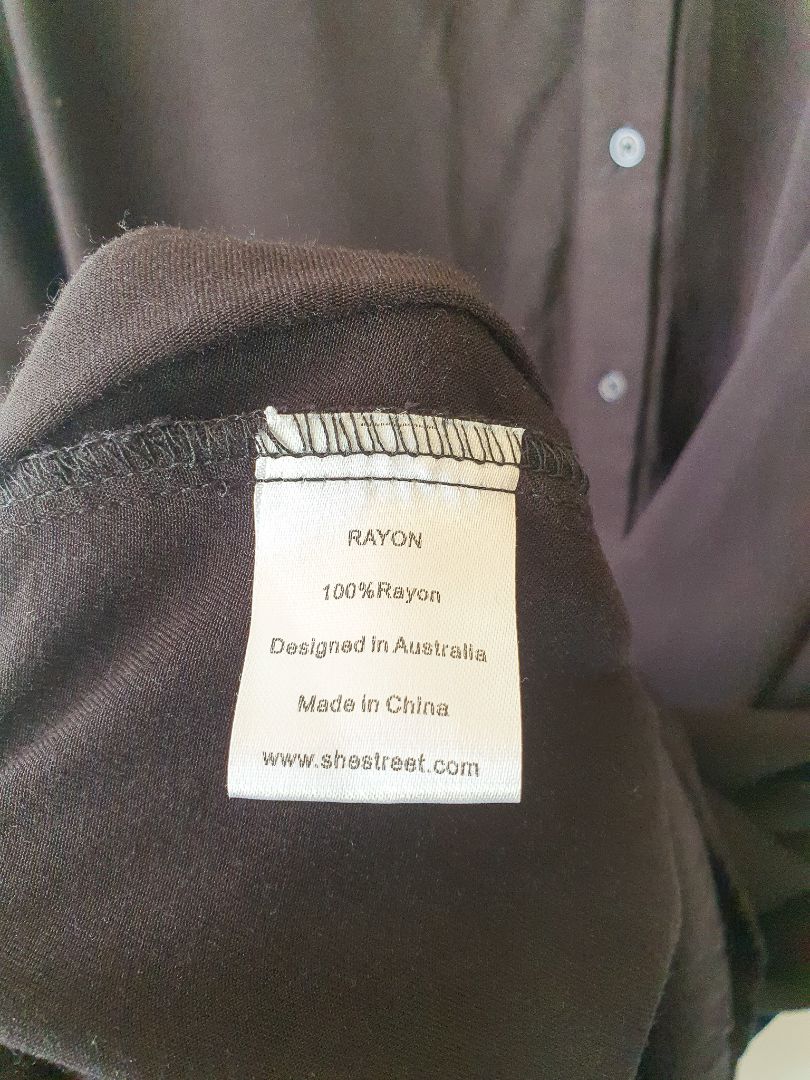 RAYON
100%Rayon
Designed in Australia
Made in China
www.shestreet.com